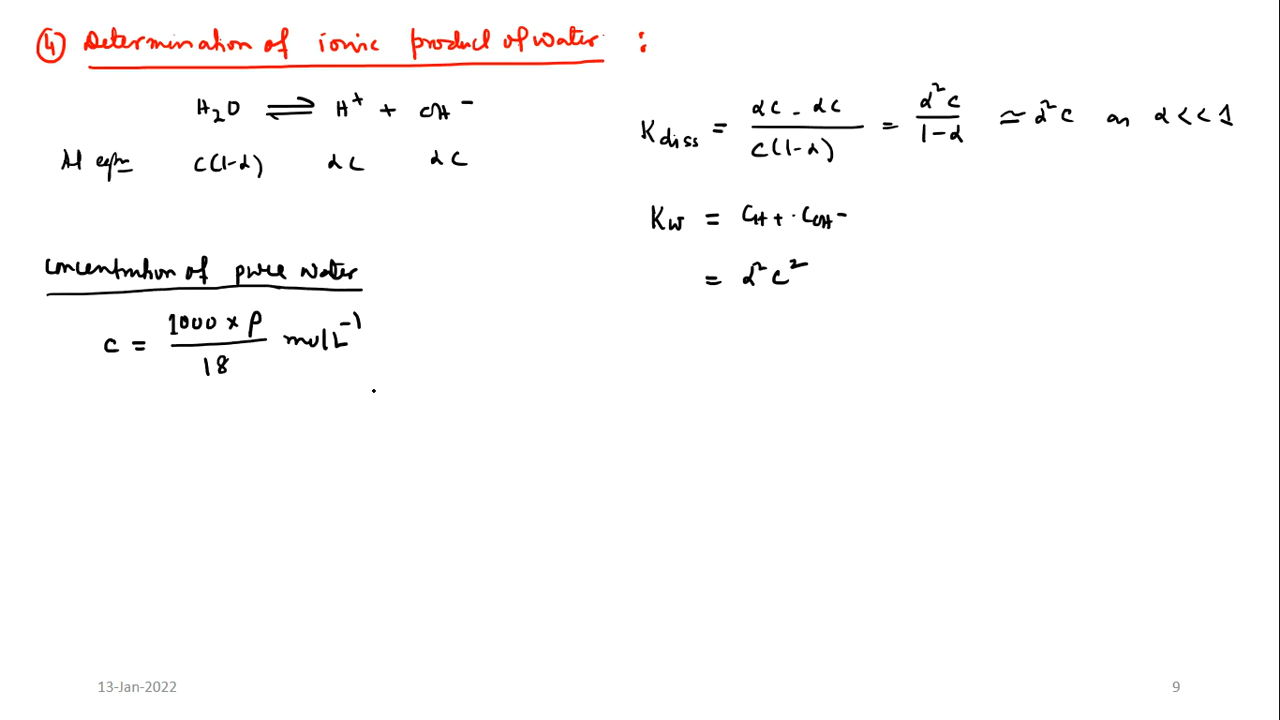 ④ Determination of ionic product of water :
H₂O ⇌ H⁺ + OH⁻
At eqm c(1-α) αc αc
Kdiss = αc . αc / c(1-α) = α²c / 1-α ≃ α²c as α << 1
Kw = CH+ . COH-
= α²c²
Concentration of pure water
c = 1000 × ρ / 18 mol L⁻¹
13-Jan-2022
9